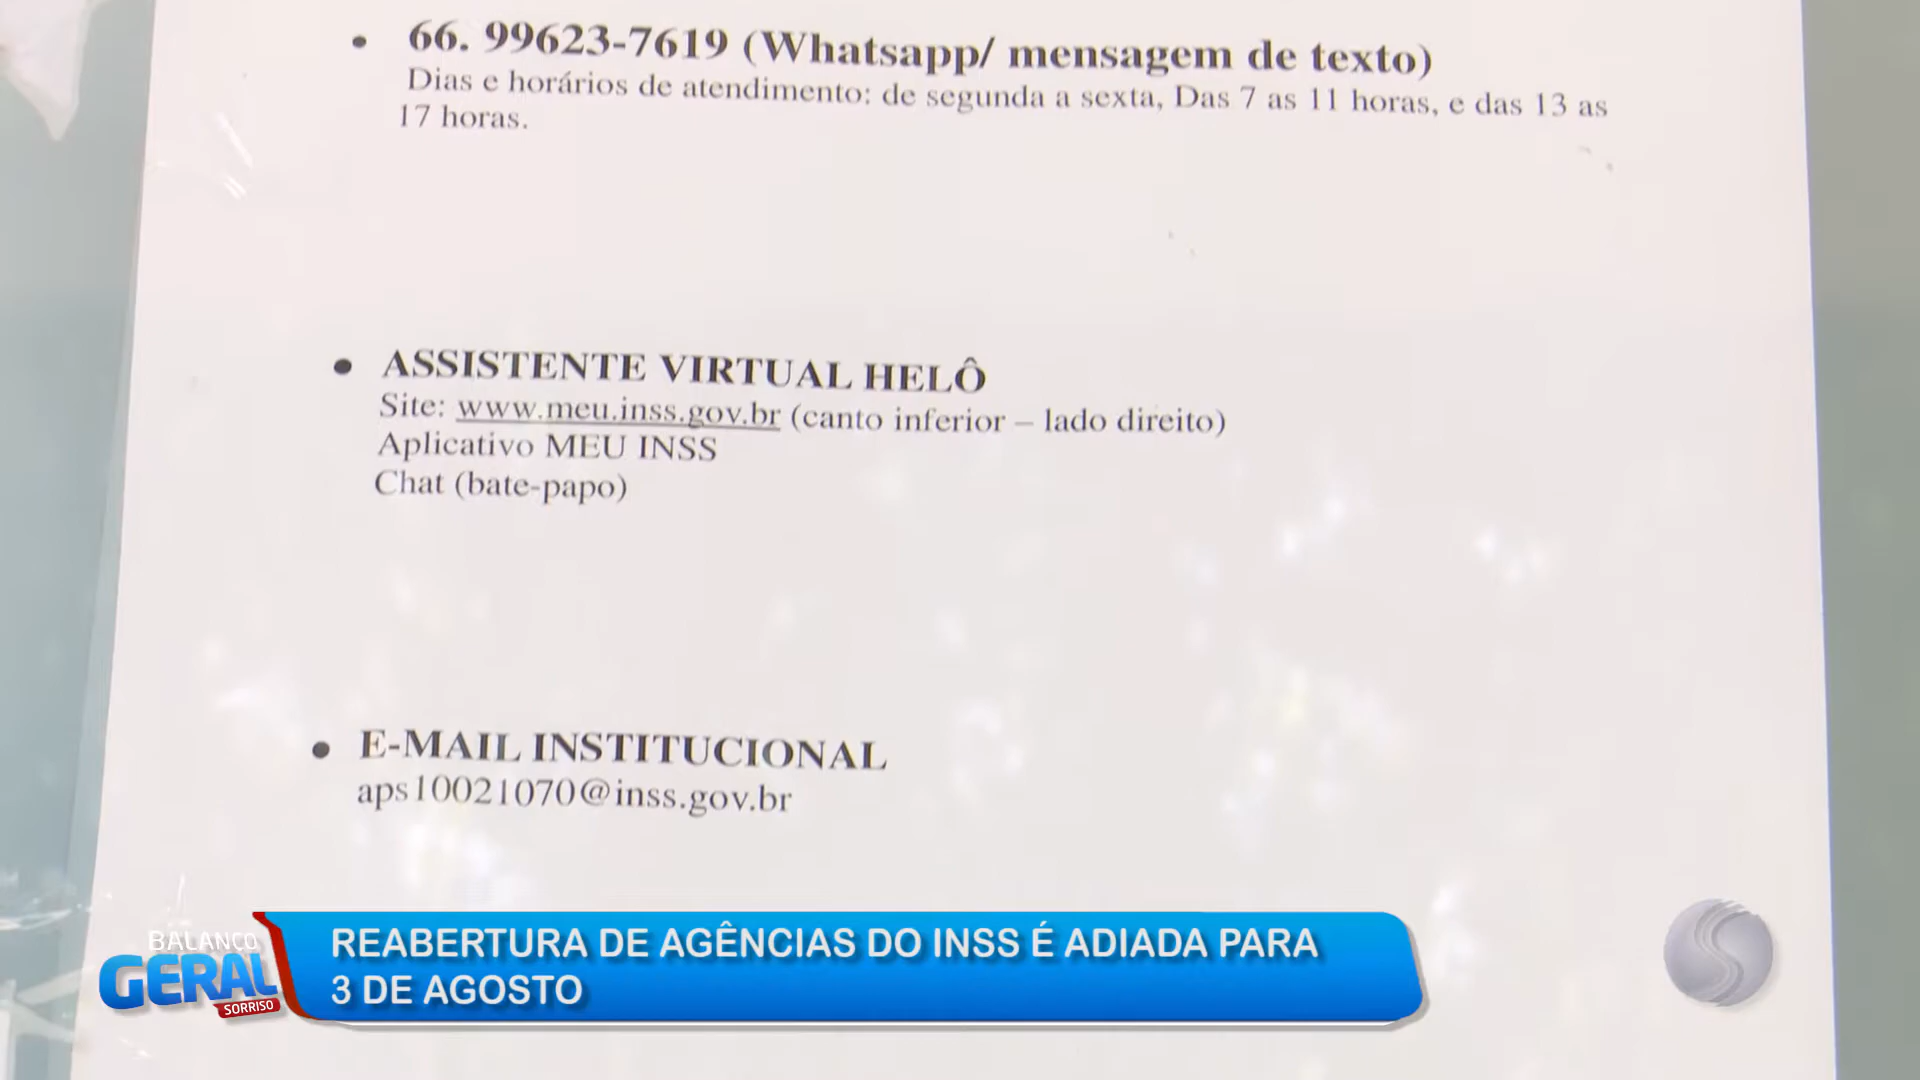 66. 99623-7619 (Whatsapp/ mensagem de texto)
Dias e horários de atendimento: de segunda a sexta, Das 7 as 11 horas, e das 13 as
17 horas.
ASSISTENTE VIRTUAL HELÔ
Site: www.meu.inss.gov.br (canto inferior – lado direito)
Aplicativo MEU INSS
Chat (bate-papo)
E-MAIL INSTITUCIONAL
aps10021070@inss.gov.br
BALANÇO
GERAL
SORRISO
REABERTURA DE AGÊNCIAS DO INSS É ADIADA PARA
3 DE AGOSTO